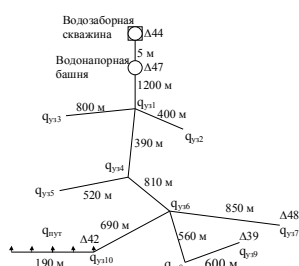 Водозаборная
скважина
Δ44
5 м
Водонапорная
башня
Δ47
1200 м
qуз1
800 м
400 м
qуз3
qуз2
390 м
qуз4
810 м
qуз5
520 м
qуз6
850 м
Δ48
qуз7
qпут
Δ42
690 м
560 м
Δ39
qуз9
qуз10
190 м
600 м